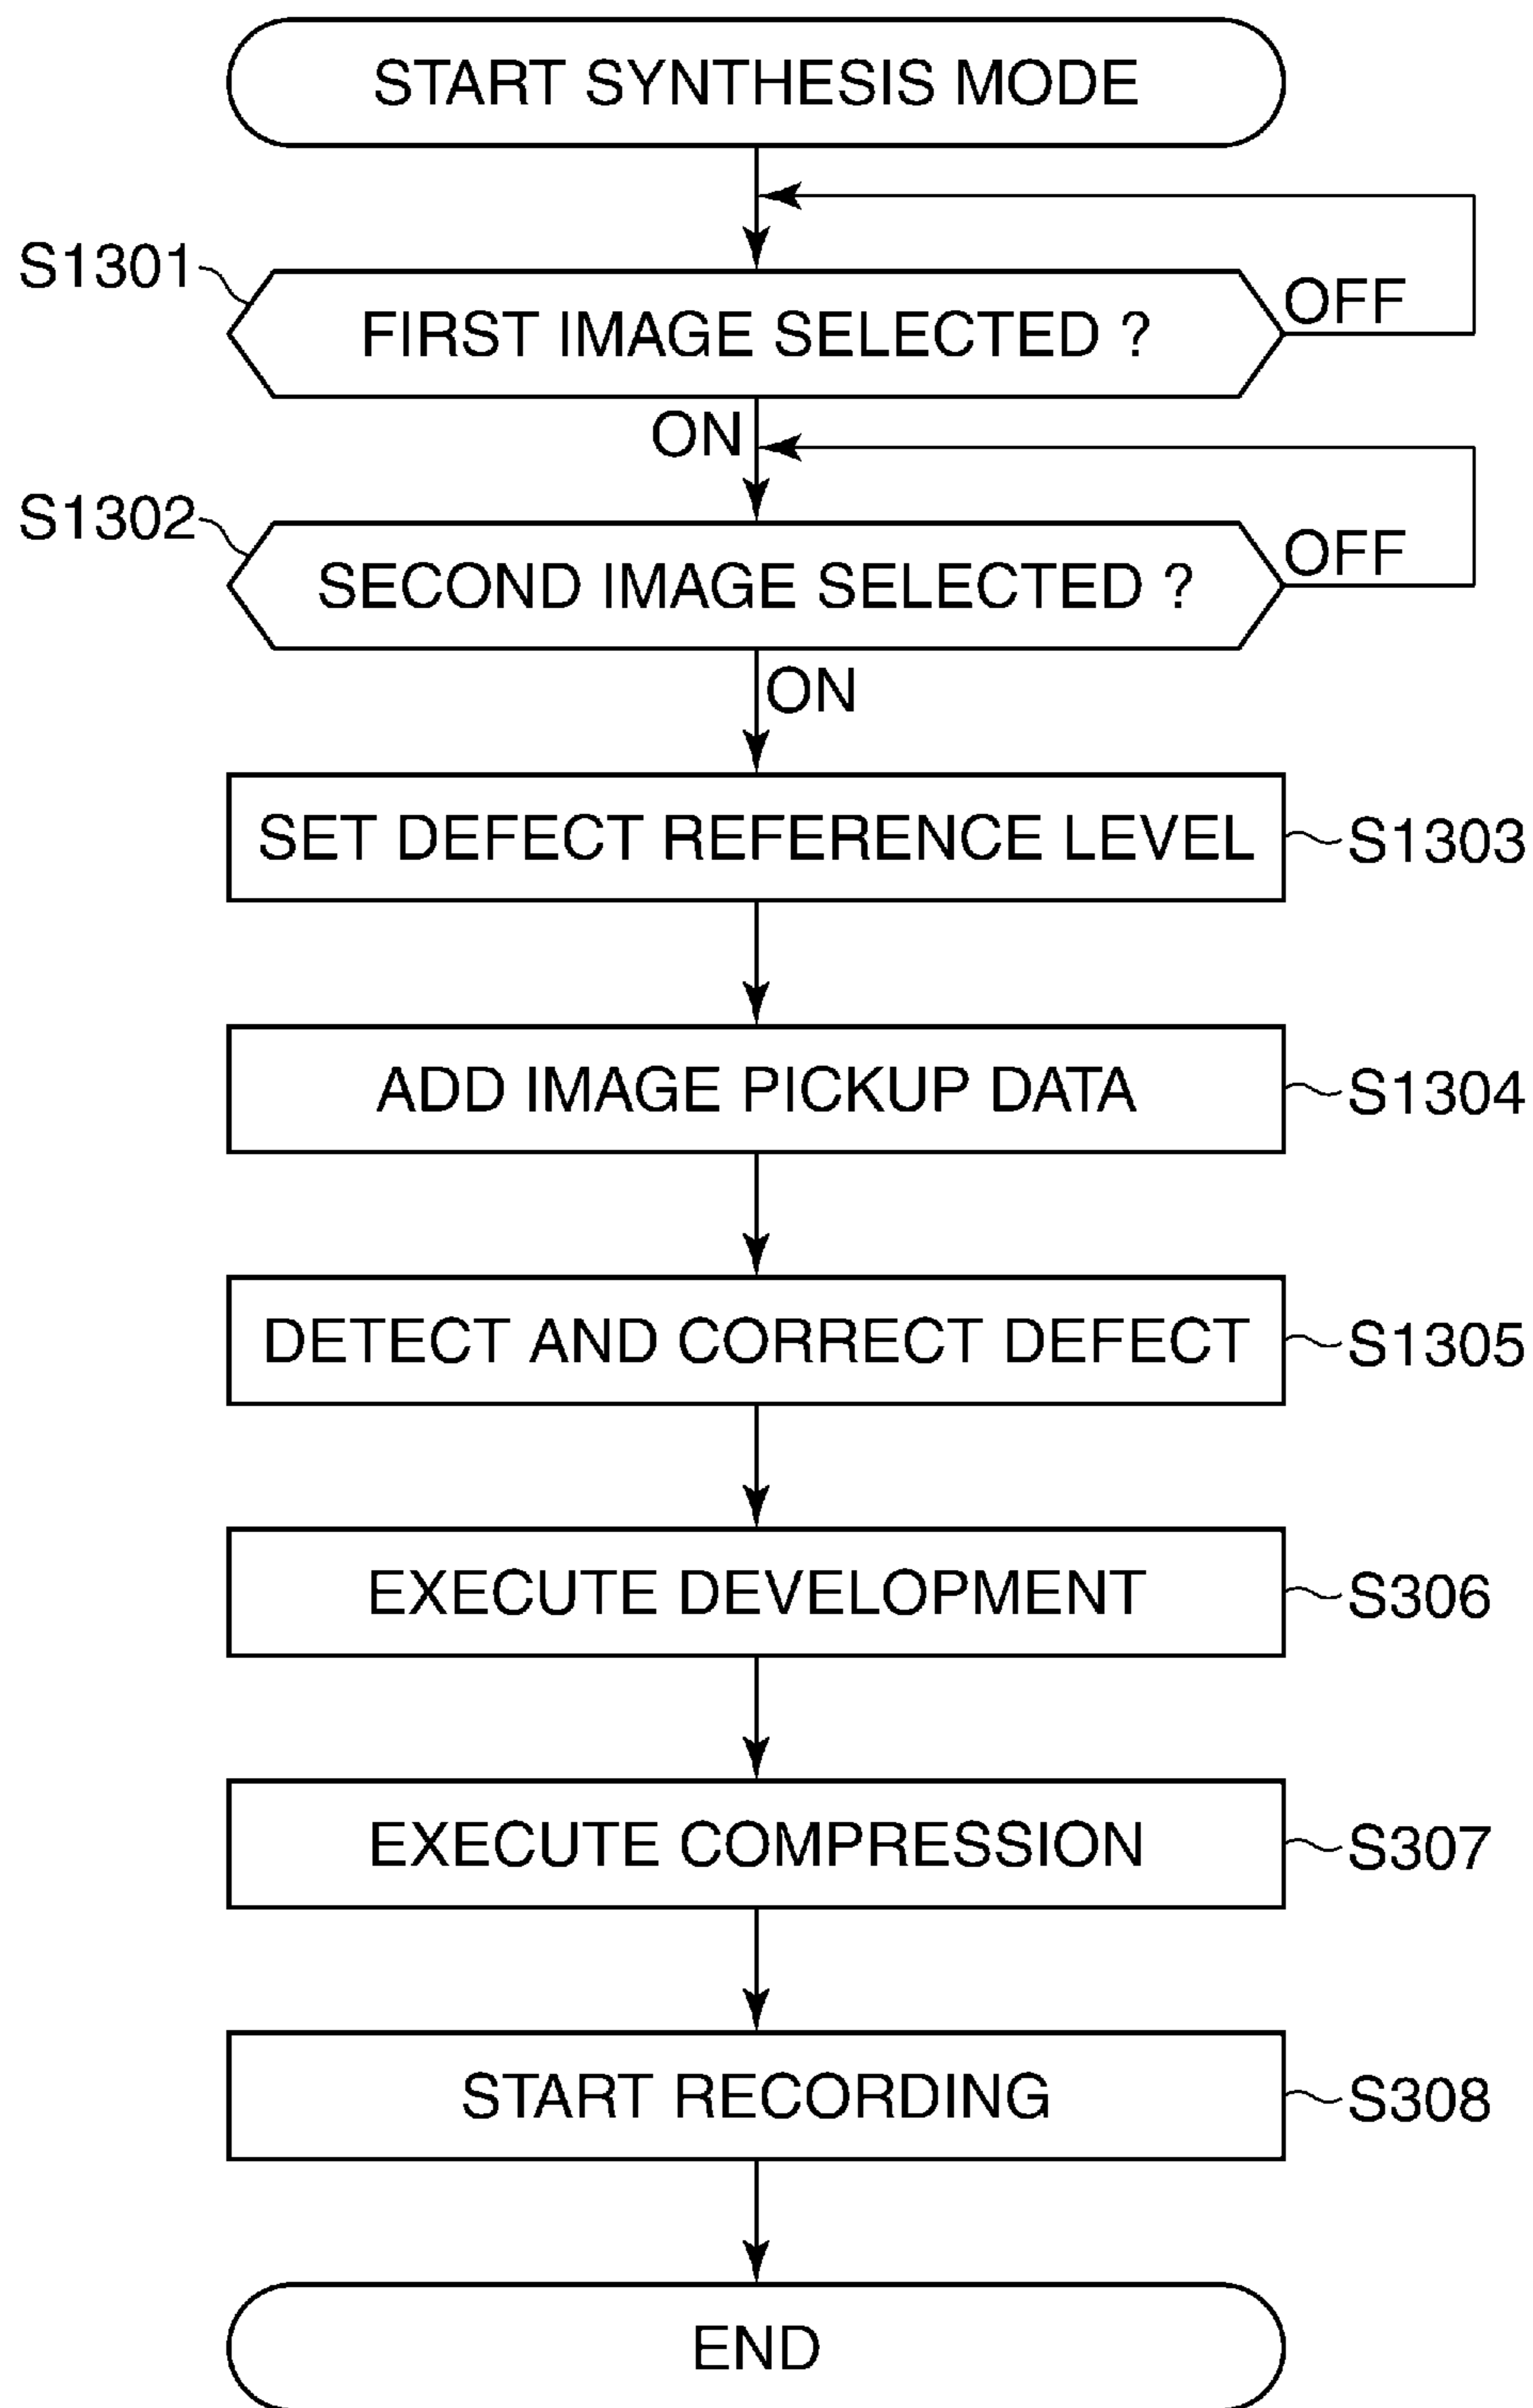 START SYNTHESIS MODE
S1301
FIRST IMAGE SELECTED ?
OFF
ON
S1302
SECOND IMAGE SELECTED ?
OFF
ON
SET DEFECT REFERENCE LEVEL
S1303
ADD IMAGE PICKUP DATA
S1304
DETECT AND CORRECT DEFECT
S1305
EXECUTE DEVELOPMENT
S306
EXECUTE COMPRESSION
S307
START RECORDING
S308
END